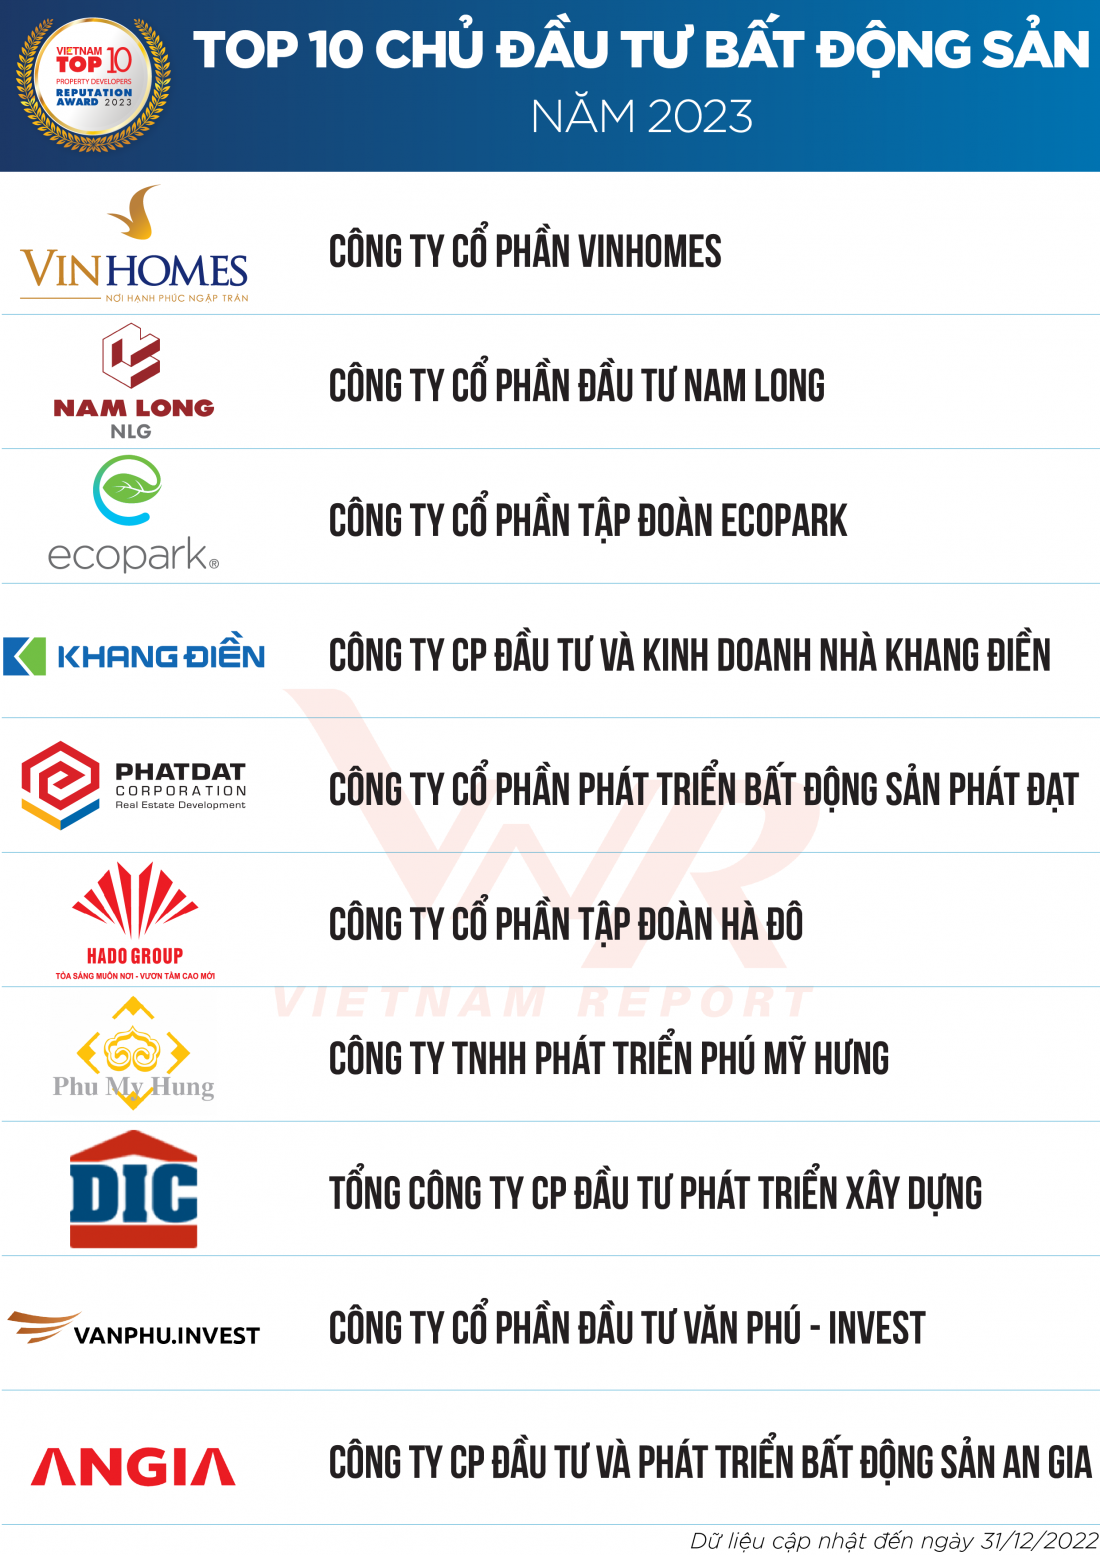 VIETNAM
TOP 10
PROPERTY DEVELOPERS
REPUTATION
AWARD 2023
TOP 10 CHỦ ĐẦU TƯ BẤT ĐỘNG SẢN
NĂM 2023
VINHOMES
NƠI HẠNH PHÚC NGẬP TRÀN
CÔNG TY CỔ PHẦN VINHOMES
NAM LONG
NLG
CÔNG TY CỔ PHẦN ĐẦU TƯ NAM LONG
ecopark®
CÔNG TY CỔ PHẦN TẬP ĐOÀN ECOPARK
KHANG ĐIỀN
CÔNG TY CP ĐẦU TƯ VÀ KINH DOANH NHÀ KHANG ĐIỀN
PHATDAT
CORPORATION
Real Estate Development
CÔNG TY CỔ PHẦN PHÁT TRIỂN BẤT ĐỘNG SẢN PHÁT ĐẠT
HADO GROUP
TỎA SÁNG MUÔN NƠI - VƯƠN TẦM CAO MỚI
CÔNG TY CỔ PHẦN TẬP ĐOÀN HÀ ĐÔ
VNR
VIETNAM REPORT
Phu My Hung
CÔNG TY TNHH PHÁT TRIỂN PHÚ MỸ HƯNG
DIC
TỔNG CÔNG TY CP ĐẦU TƯ PHÁT TRIỂN XÂY DỰNG
VANPHU.INVEST
CÔNG TY CỔ PHẦN ĐẦU TƯ VĂN PHÚ - INVEST
ANGIA
CÔNG TY CP ĐẦU TƯ VÀ PHÁT TRIỂN BẤT ĐỘNG SẢN AN GIA
Dữ liệu cập nhật đến ngày 31/12/2022